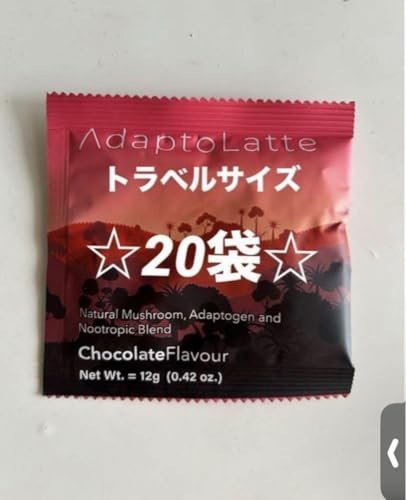 AdaptoLatte
トラベルサイズ
☆20袋☆
Natural Mushroom, Adaptogen and
Nootropic Blend
ChocolateFlavour
Net Wt. = 12g (0.42 oz.)